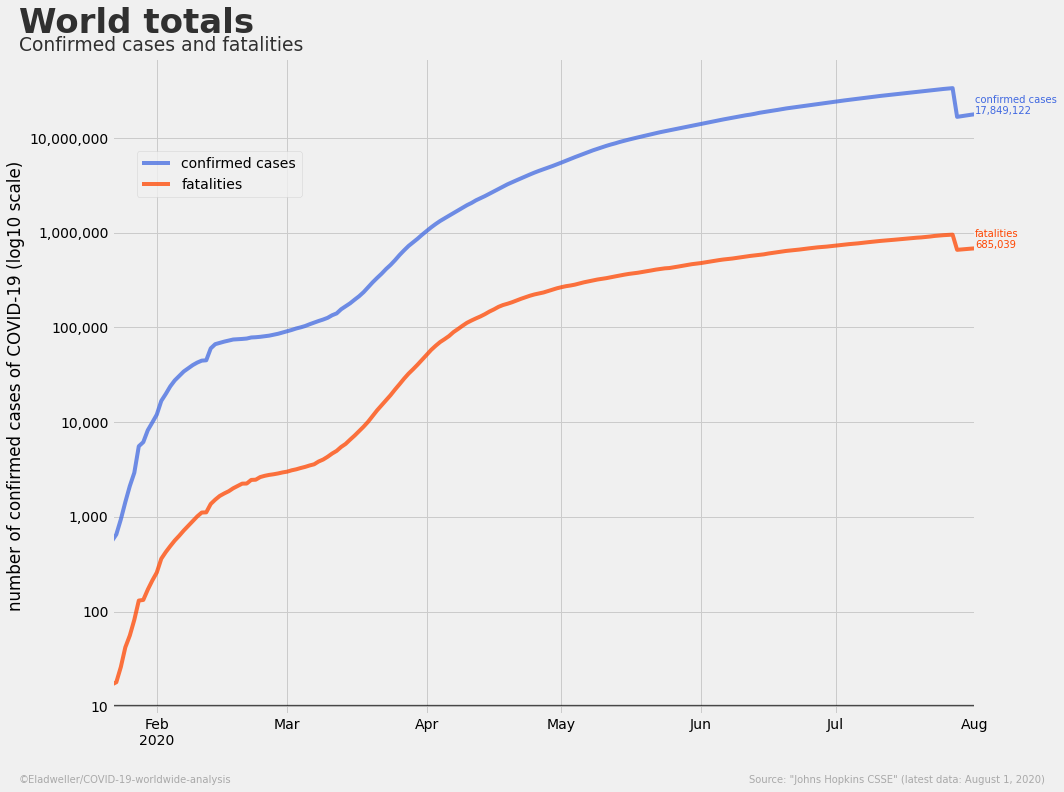 World totals
Confirmed cases and fatalities
number of confirmed cases of COVID-19 (log10 scale)
10,000,000
1,000,000
100,000
10,000
1,000
100
10
confirmed cases
fatalities
confirmed cases
17,849,122
fatalities
685,039
Feb Mar Apr May Jun Jul Aug
2020
©Eladweller/COVID-19-worldwide-analysis
Source: "Johns Hopkins CSSE" (latest data: August 1, 2020)